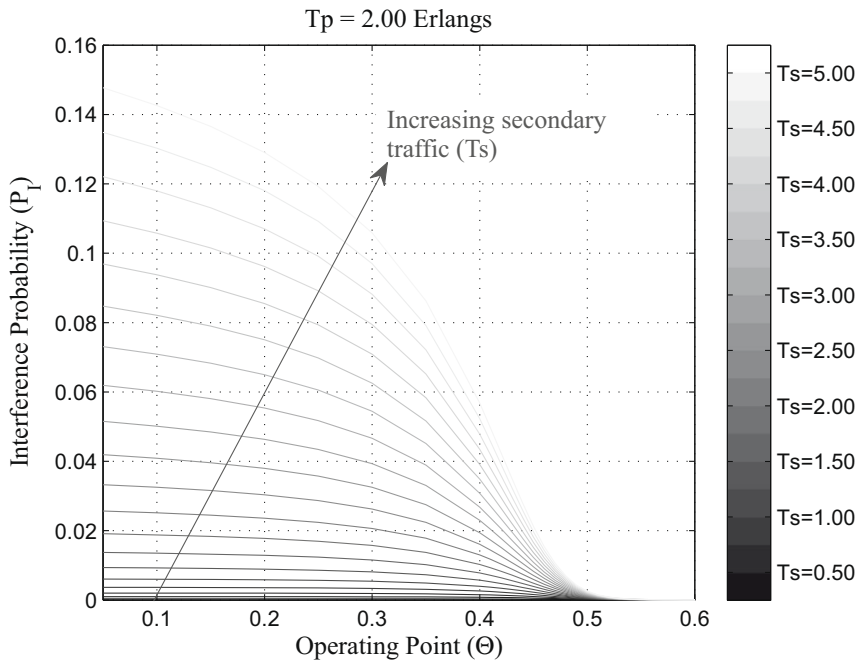 Tp = 2.00 Erlangs
0.16
0.14
0.12
0.1
0.08
0.06
0.04
0.02
0
Interference Probability (P_I)
Increasing secondary
traffic (Ts)
0.1
0.2
0.3
0.4
0.5
0.6
Operating Point (Θ)
Ts=5.00
Ts=4.50
Ts=4.00
Ts=3.50
Ts=3.00
Ts=2.50
Ts=2.00
Ts=1.50
Ts=1.00
Ts=0.50